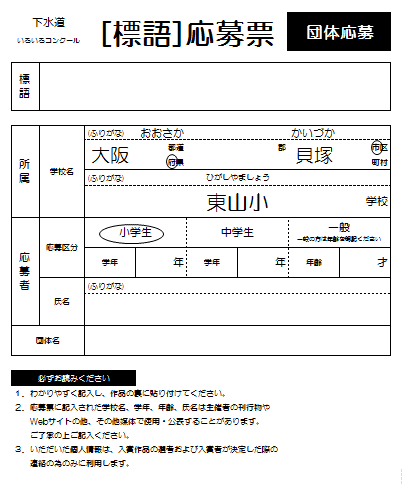 下水道
いろいろコンクール
[標語]応募票
団体応募
標語
所属
学校名
(ふりがな) おおさか かいづか
大阪 都道府県 郡 貝塚 市区町村
(ふりがな) ひがしやましょう
東山小 学校
応募者
応募区分
小学生 中学生 一般
一般の方は年齢を明記ください
学年 年 学年 年 年齢 才
氏名
(ふりがな)
団体名
必ずお読みください
1. わかりやすく記入し、作品の裏に貼り付けてください。
2. 応募票に記入された学校名、学年、年齢、氏名は主催者の刊行物や
Webサイトの他、その他媒体で使用・公表することがあります。
ご了承の上ご記入ください。
3. いただいた個人情報は、入賞作品の選考および入賞者が決定した際の
連絡の為のみに利用します。